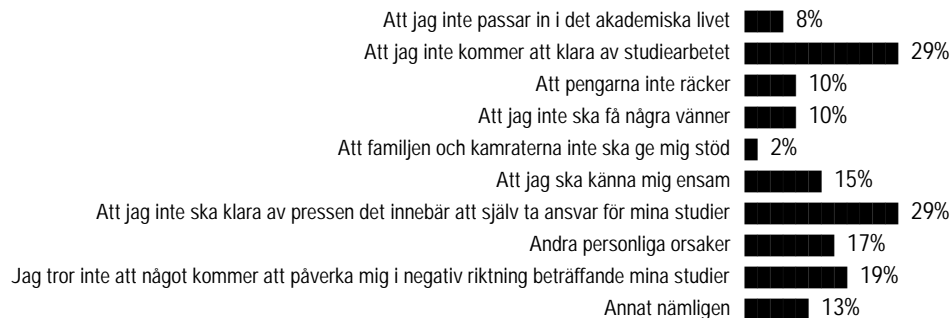 Att jag inte passar in i det akademiska livet 8%
Att jag inte kommer att klara av studiearbetet 29%
Att pengarna inte räcker 10%
Att jag inte ska få några vänner 10%
Att familjen och kamraterna inte ska ge mig stöd 2%
Att jag ska känna mig ensam 15%
Att jag inte ska klara av pressen det innebär att själv ta ansvar för mina studier 29%
Andra personliga orsaker 17%
Jag tror inte att något kommer att påverka mig i negativ riktning beträffande mina studier 19%
Annat nämligen 13%